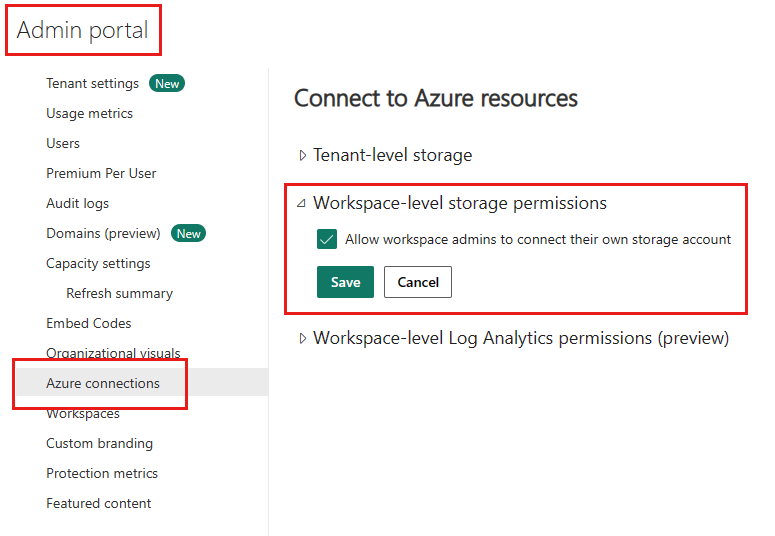 Admin portal
Tenant settings New
Usage metrics
Users
Premium Per User
Audit logs
Domains (preview) New
Capacity settings
Refresh summary
Embed Codes
Organizational visuals
Azure connections
Workspaces
Custom branding
Protection metrics
Featured content
Connect to Azure resources
Tenant-level storage
Workspace-level storage permissions
Allow workspace admins to connect their own storage account
Save Cancel
Workspace-level Log Analytics permissions (preview)